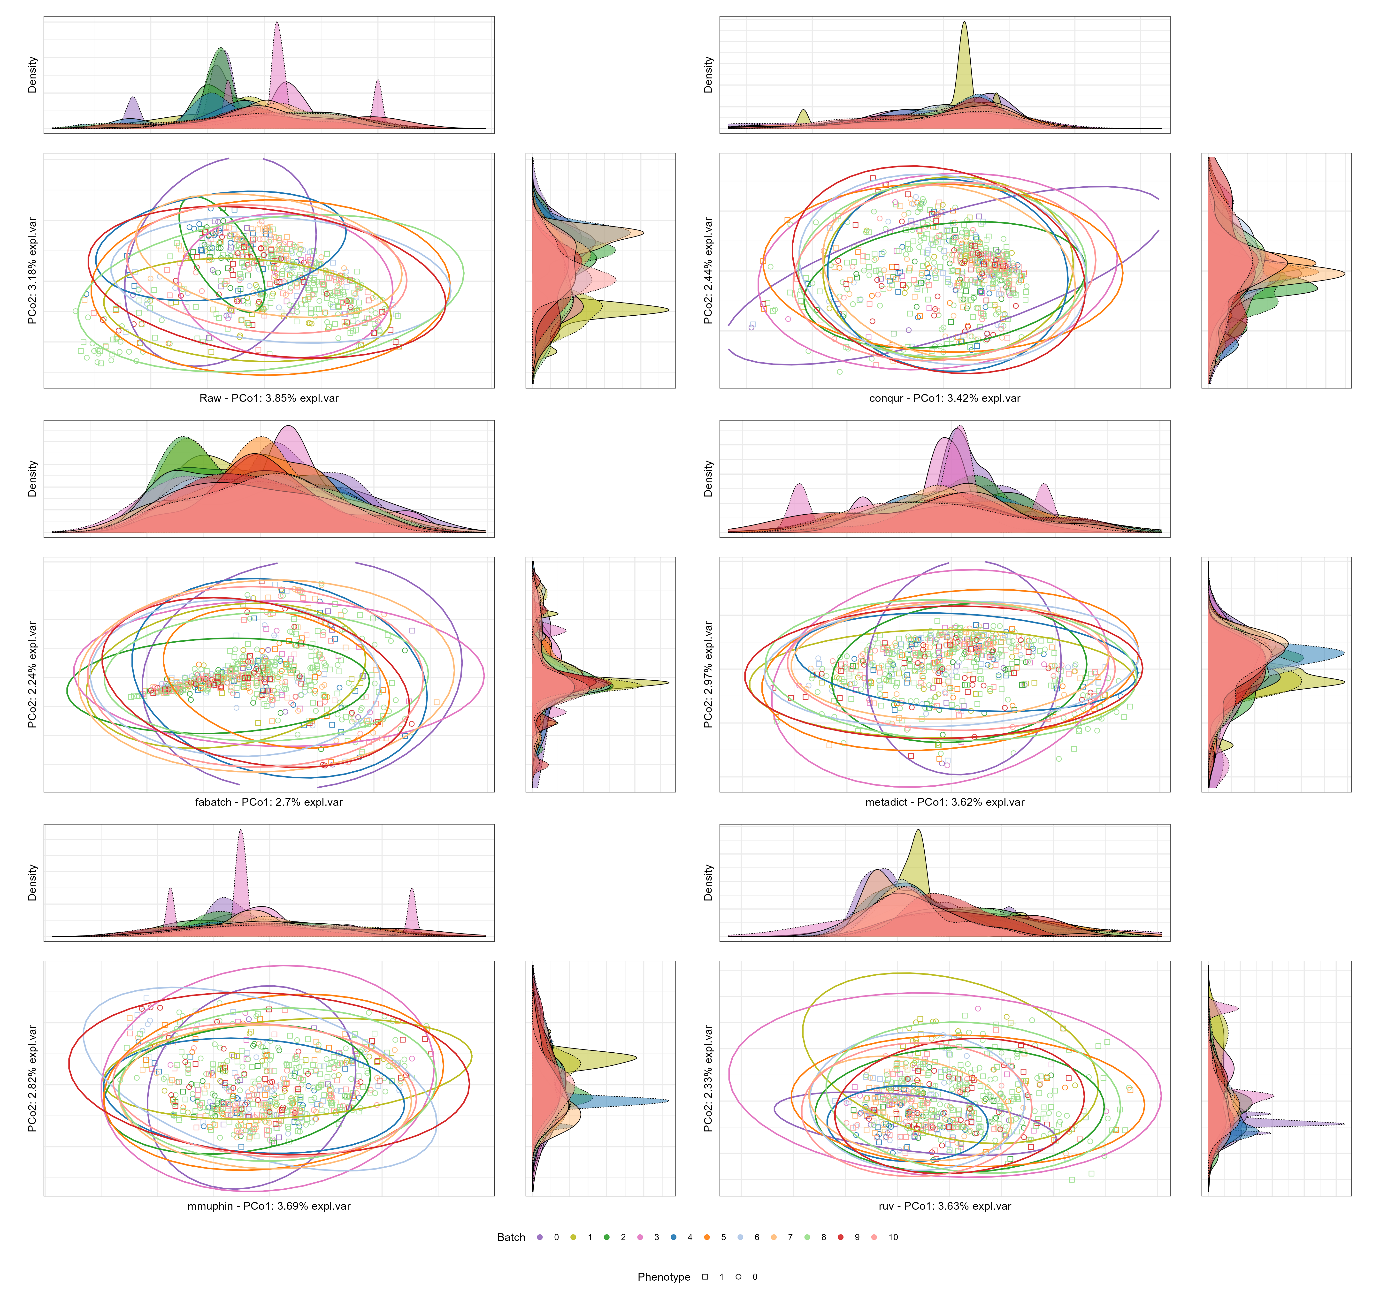 Density
Density
PCo2: 3.18% expl.var
Raw - PCo1: 3.85% expl.var
PCo2: 2.44% expl.var
conqur - PCo1: 3.42% expl.var
Density
Density
PCo2: 2.24% expl.var
fabatch - PCo1: 2.7% expl.var
PCo2: 2.97% expl.var
metadict - PCo1: 3.62% expl.var
Density
Density
PCo2: 2.82% expl.var
mmuphin - PCo1: 3.69% expl.var
PCo2: 2.33% expl.var
ruv - PCo1: 3.63% expl.var
Batch 0 1 2 3 4 5 6 7 8 9 10
Phenotype 1 0